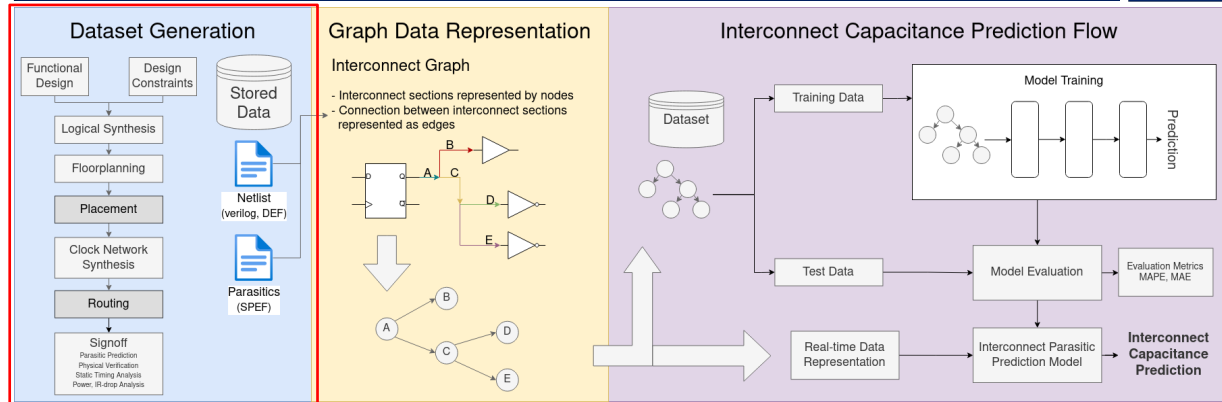 Dataset Generation
Functional
Design
Design
Constraints
Logical Synthesis
Floorplanning
Placement
Clock Network
Synthesis
Routing
Signoff
Parasitic Prediction
Physical Verification
Static Timing Analysis
Power, IR-drop Analysis
Stored
Data
Netlist
(verilog, DEF)
Parasitics
(SPEF)
Graph Data Representation
Interconnect Graph
- Interconnect sections represented by nodes
- Connection between interconnect sections
represented as edges
B
A C
D
E
D Q
Q
B
A
D
C
E
Interconnect Capacitance Prediction Flow
Dataset
Training Data
Model Training
Prediction
Test Data
Model Evaluation
Evaluation Metrics
MAPE, MAE
Real-time Data
Representation
Interconnect Parasitic
Prediction Model
Interconnect
Capacitance
Prediction